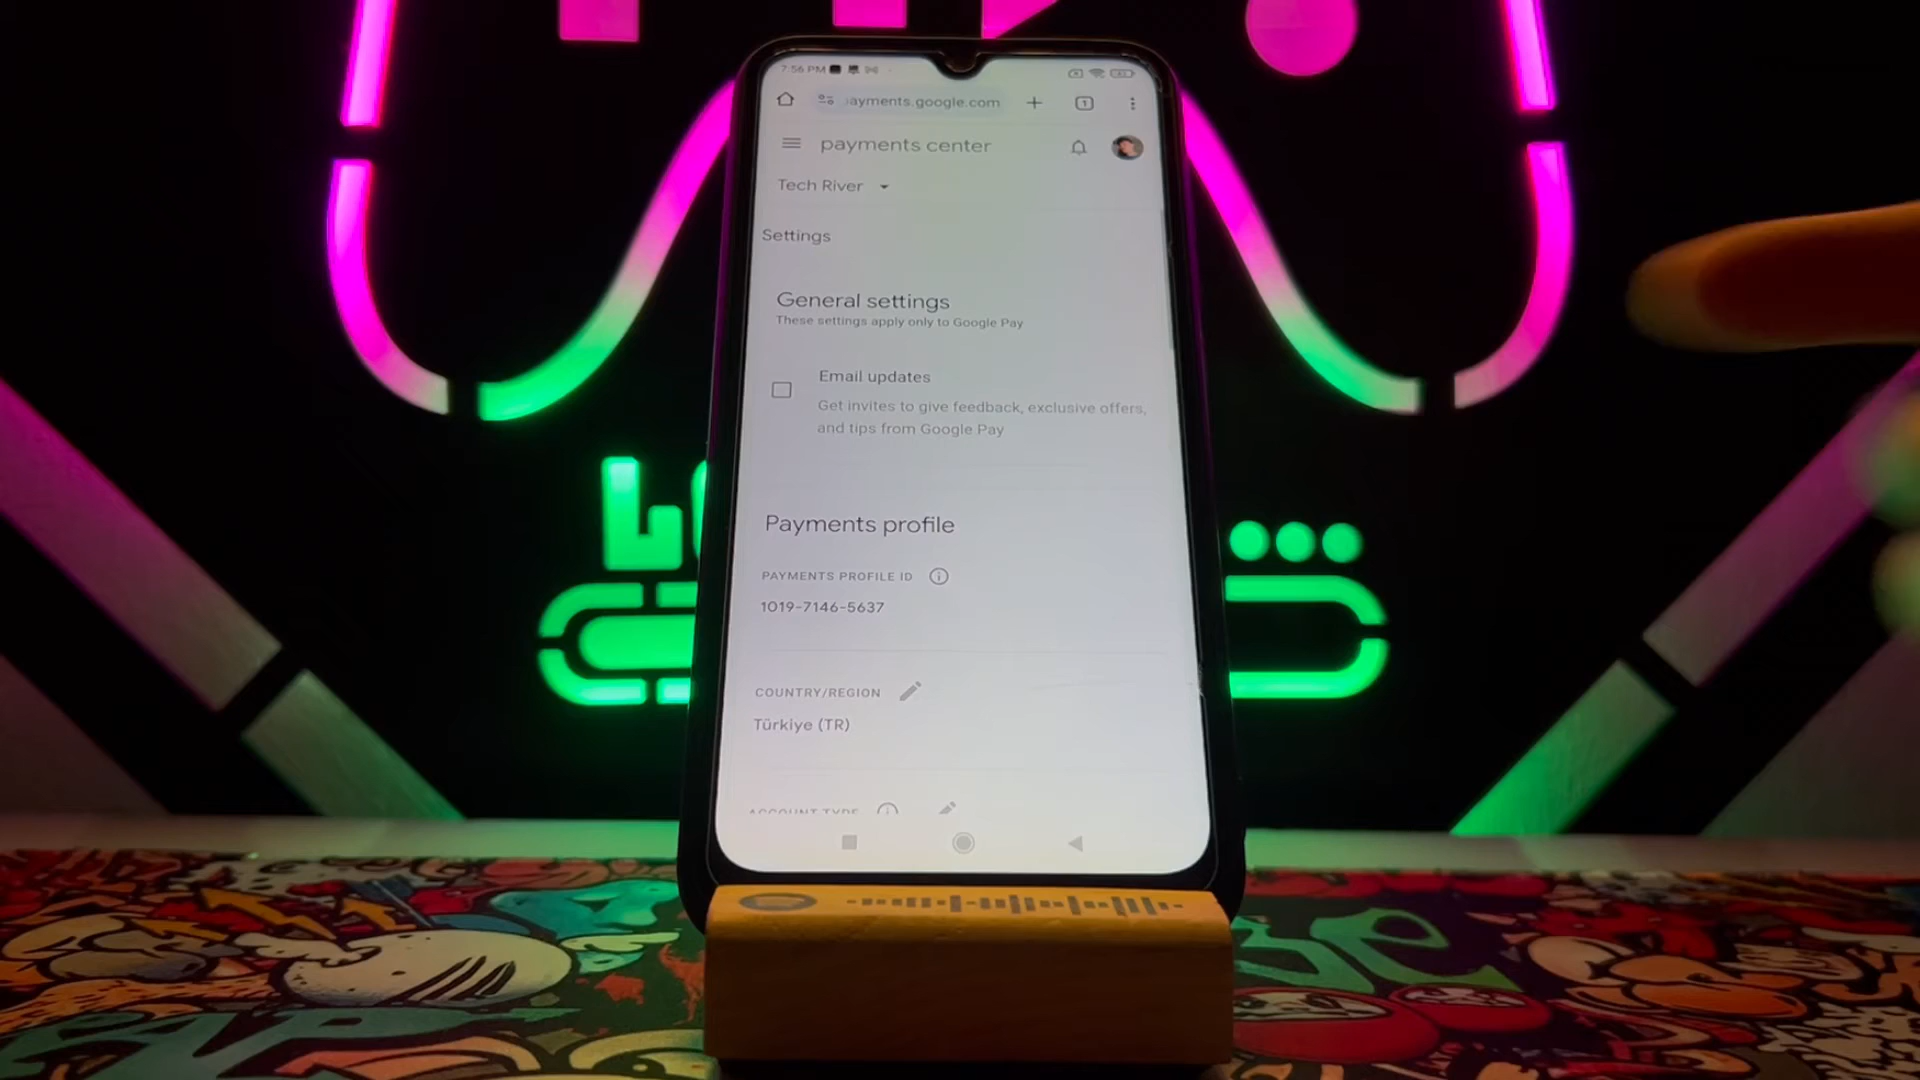 7:56 PM
ayments.google.com
1
payments center
Tech River
Settings
General settings
These settings apply only to Google Pay
Email updates
Get invites to give feedback, exclusive offers,
and tips from Google Pay
Payments profile
PAYMENTS PROFILE ID
1019-7146-5637
COUNTRY/REGION
Türkiye (TR)
ACCOUNT TYPE